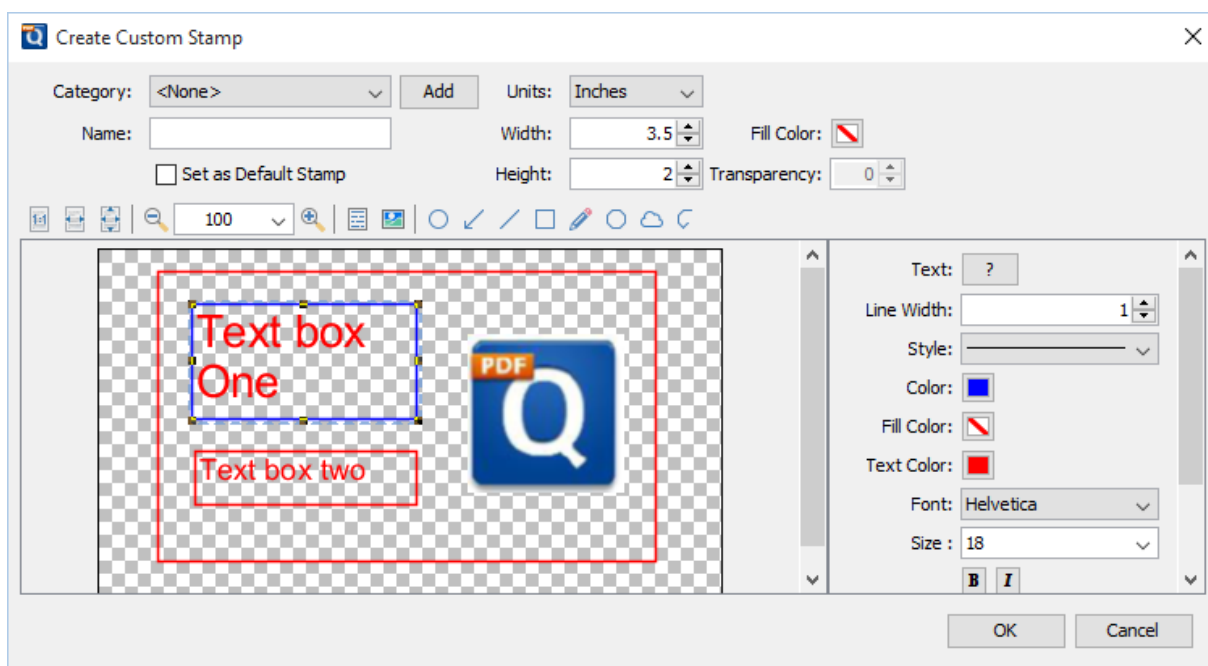 Create Custom Stamp
Category: <None> Add Units: Inches
Name: Width: 3.5 Fill Color:
Set as Default Stamp Height: 2 Transparency: 0
1:1 100
Text: ?
Line Width: 1
Style:
Color:
Fill Color:
Text Color:
Font: Helvetica
Size : 18
B I
Text box
One
Text box two
PDF
Q
OK Cancel